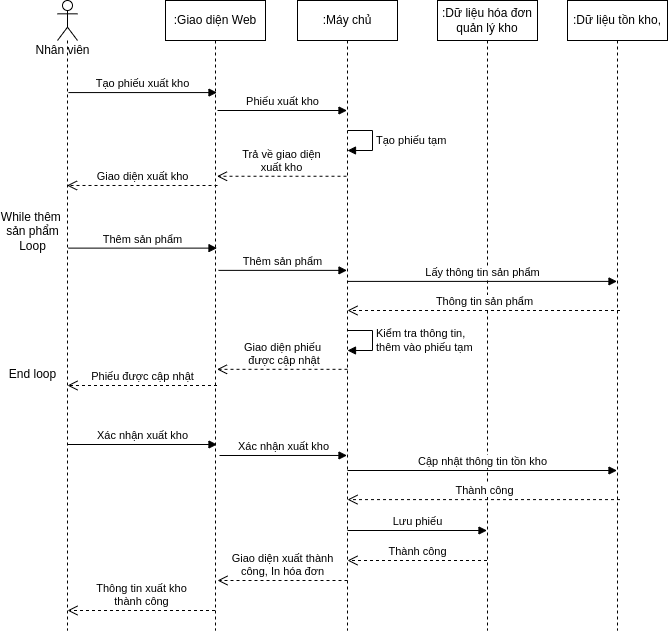 Nhân viên
:Giao diện Web
:Máy chủ
:Dữ liệu hóa đơn
quản lý kho
:Dữ liệu tồn kho,
Tạo phiếu xuất kho
Phiếu xuất kho
Tạo phiếu tạm
Trả về giao diện
xuất kho
Giao diện xuất kho
While thêm
sản phẩm
Loop
Thêm sản phẩm
Thêm sản phẩm
Lấy thông tin sản phẩm
Thông tin sản phẩm
Kiểm tra thông tin,
thêm vào phiếu tạm
Giao diện phiếu
được cập nhật
End loop
Phiếu được cập nhật
Xác nhận xuất kho
Xác nhận xuất kho
Cập nhật thông tin tồn kho
Thành công
Lưu phiếu
Thành công
Giao diện xuất thành
công, In hóa đơn
Thông tin xuất kho
thành công